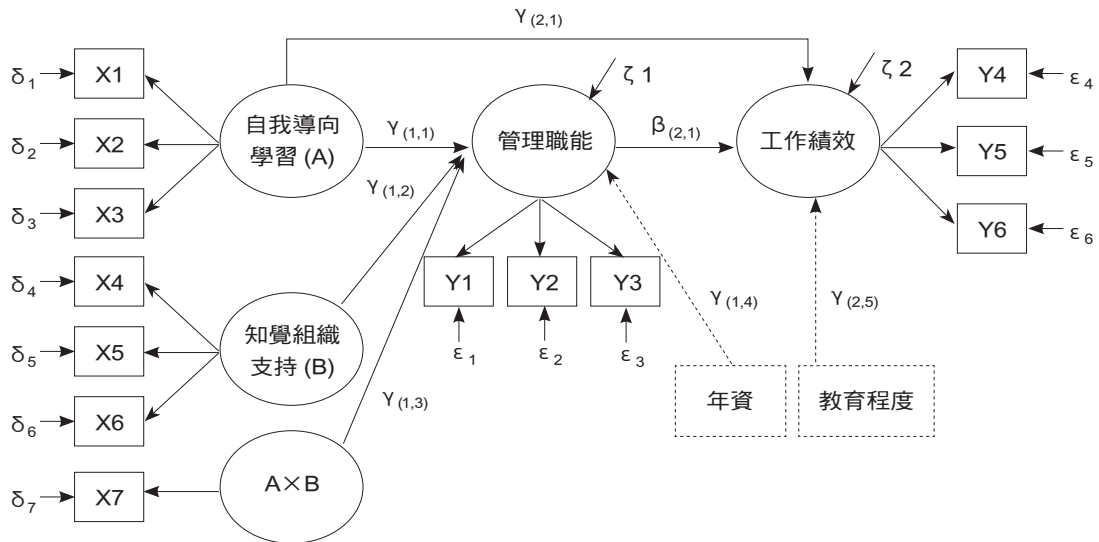 γ(2,1)
δ1
X1
δ2
X2
δ3
X3
自我導向
學習 (A)
γ(1,1)
ζ 1
管理職能
β(2,1)
ζ 2
工作績效
Y4
ε4
Y5
ε5
Y6
ε6
γ(1,2)
δ4
X4
δ5
X5
δ6
X6
知覺組織
支持 (B)
Y1
Y2
Y3
ε1
ε2
ε3
γ(1,4)
γ(2,5)
γ(1,3)
年資
教育程度
δ7
X7
A×B